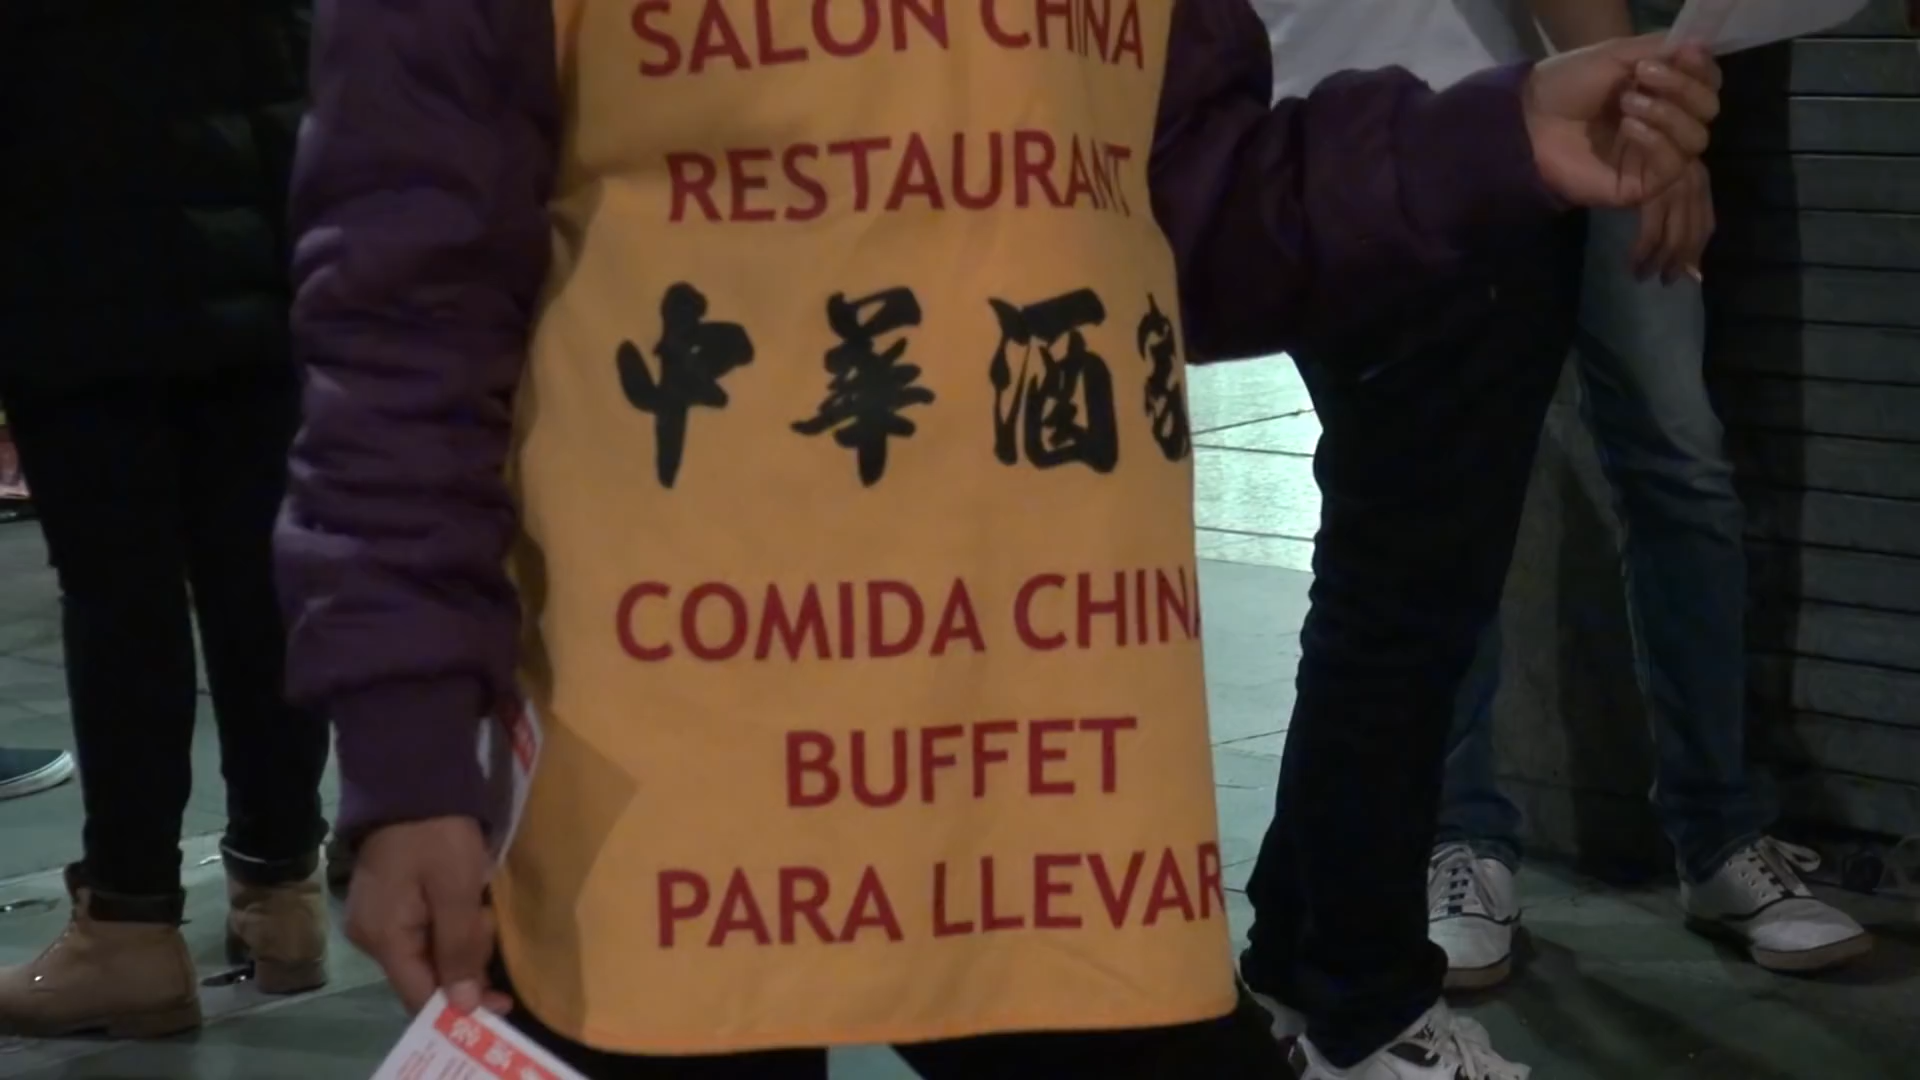 SALON CHINA
RESTAURANT
中華酒家
COMIDA CHINA
BUFFET
PARA LLEVAR